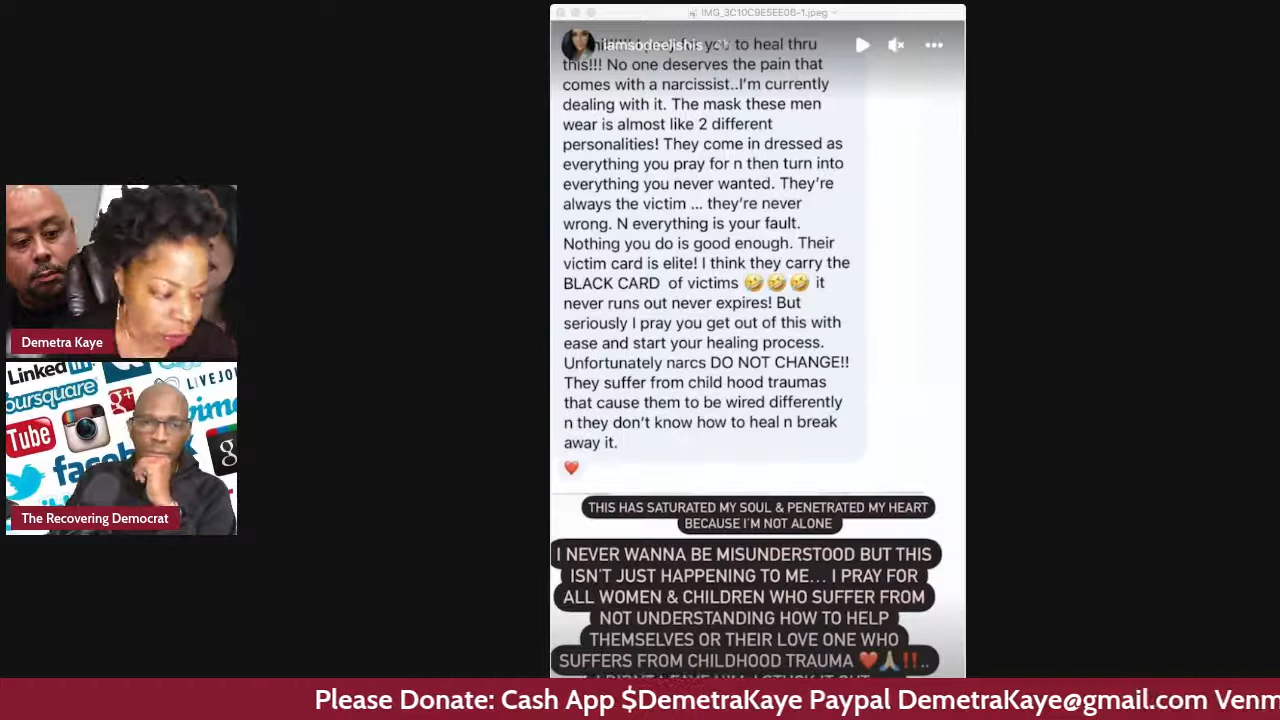 IMG_3C10C9E5EE06-1.jpeg
iamsodeelishis
you to heal thru
this!!! No one deserves the pain that
comes with a narcissist..I'm currently
dealing with it. The mask these men
wear is almost like 2 different
personalities! They come in dressed as
everything you pray for n then turn into
everything you never wanted. They're
always the victim ... they're never
wrong. N everything is your fault.
Nothing you do is good enough. Their
victim card is elite! I think they carry the
BLACK CARD of victims 🤣🤣🤣 it
never runs out never expires! But
seriously I pray you get out of this with
ease and start your healing process.
Unfortunately narcs DO NOT CHANGE!!
They suffer from child hood traumas
that cause them to be wired differently
n they don't know how to heal n break
away it.
❤️
THIS HAS SATURATED MY SOUL & PENETRATED MY HEART
BECAUSE I'M NOT ALONE
I NEVER WANNA BE MISUNDERSTOOD BUT THIS
ISN'T JUST HAPPENING TO ME... I PRAY FOR
ALL WOMEN & CHILDREN WHO SUFFER FROM
NOT UNDERSTANDING HOW TO HELP
THEMSELVES OR THEIR LOVE ONE WHO
SUFFERS FROM CHILDHOOD TRAUMA ❤️🙏‼️..
Demetra Kaye
LinkedIn
oursquare
LIVEJOU
Tube
g+
vime
g
The Recovering Democrat
Please Donate: Cash App $DemetraKaye Paypal DemetraKaye@gmail.com Venm